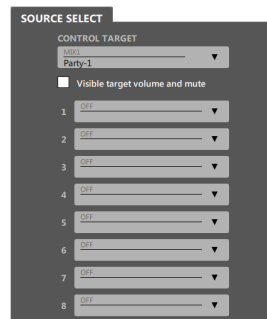 SOURCE SELECT
CONTROL TARGET
MIX1
Party-1
Visible target volume and mute
1 OFF
2 OFF
3 OFF
4 OFF
5 OFF
6 OFF
7 OFF
8 OFF